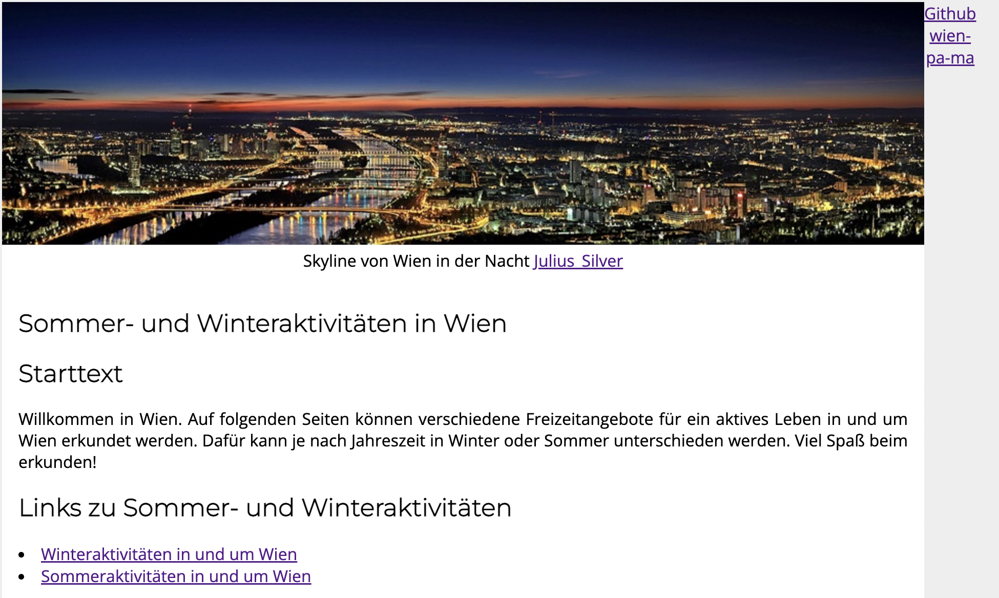 Github
wien-
pa-ma
Skyline von Wien in der Nacht Julius_Silver
Sommer- und Winteraktivitäten in Wien
Starttext
Willkommen in Wien. Auf folgenden Seiten können verschiedene Freizeitangebote für ein aktives Leben in und um
Wien erkundet werden. Dafür kann je nach Jahreszeit in Winter oder Sommer unterschieden werden. Viel Spaß beim
erkunden!
Links zu Sommer- und Winteraktivitäten
• Winteraktivitäten in und um Wien
• Sommeraktivitäten in und um Wien